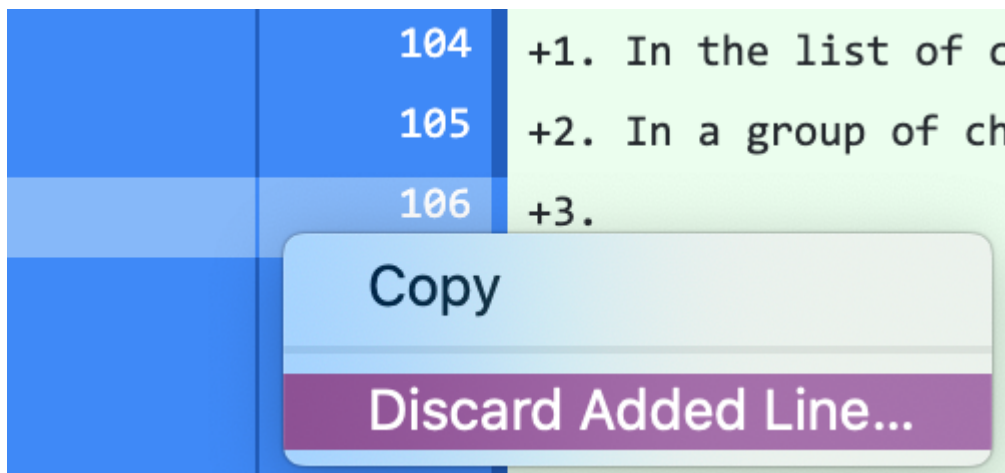 104 +1. In the list of
105 +2. In a group of
106 +3.
Copy
Discard Added Line...